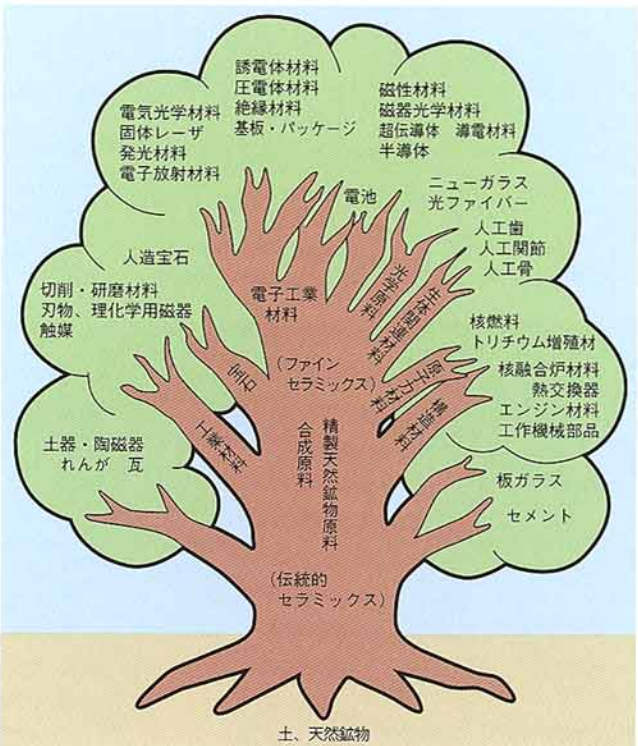 誘電体材料
圧電体材料
絶縁材料
基板・パッケージ
磁性材料
磁器光学材料
超伝導体 導電材料
半導体
電気光学材料
固体レーザ
発光材料
電子放射材料
電池
ニューガラス
光ファイバー
人工歯
人工関節
人工骨
人造宝石
切削・研磨材料
刃物、理化学用磁器
触媒
電子工業
材料
光学原料
生体関連材料
核燃料
トリチウム増殖材
核融合炉材料
熱交換器
エンジン材料
工作機械部品
宝石
(ファイン
セラミックス)
原子力材料
構造材料
工業材料
土器・陶磁器
れんが 瓦
精製天然鉱物原料
合成原料
板ガラス
セメント
(伝統的
セラミックス)
土、天然鉱物